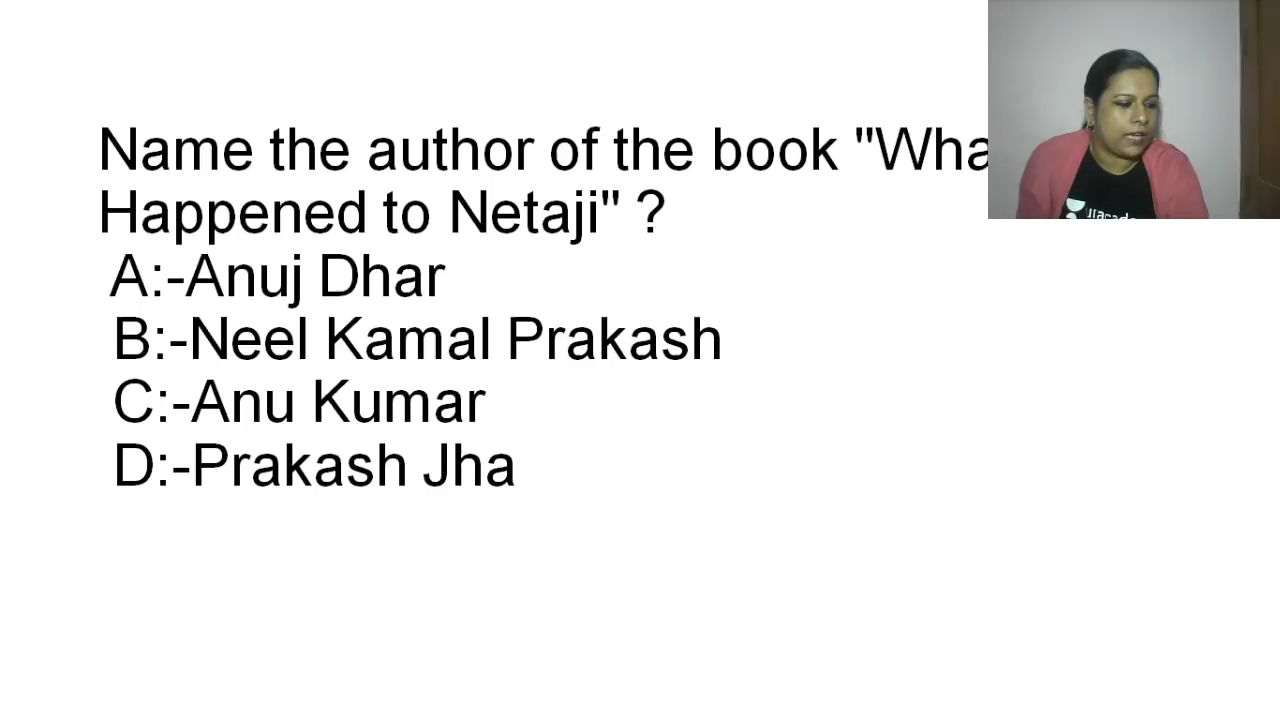 Name the author of the book "Wha
Happened to Netaji" ?
A:-Anuj Dhar
B:-Neel Kamal Prakash
C:-Anu Kumar
D:-Prakash Jha